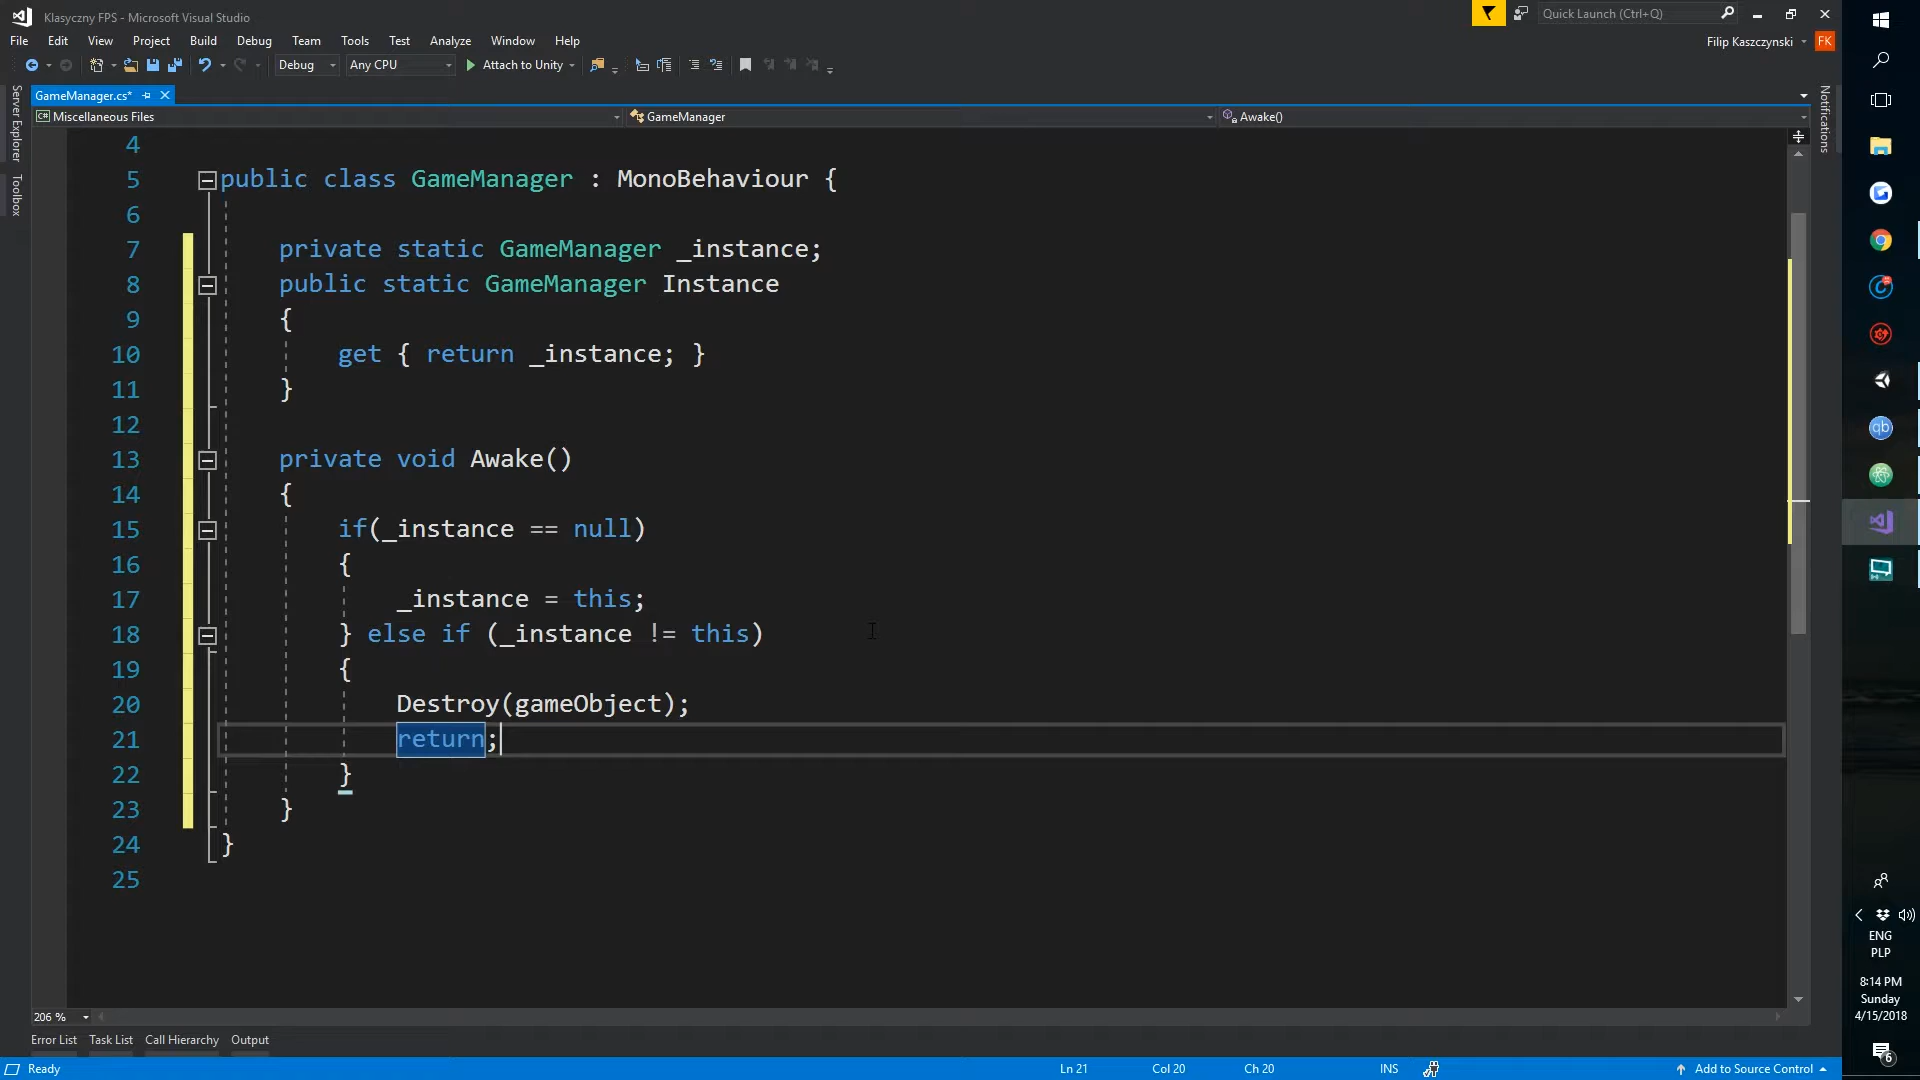 Klasyczny FPS - Microsoft Visual Studio
Quick Launch (Ctrl+Q)
File Edit View Project Build Debug Team Tools Test Analyze Window Help
Filip Kaszczynski FK
Debug Any CPU Attach to Unity
Server Explorer
Toolbox
Notifications
GameManager.cs*
Miscellaneous Files GameManager Awake()
4
5 public class GameManager : MonoBehaviour {
6
7 private static GameManager _instance;
8 public static GameManager Instance
9 {
10 get { return _instance; }
11 }
12
13 private void Awake()
14 {
15 if(_instance == null)
16 {
17 _instance = this;
18 } else if (_instance != this)
19 {
20 Destroy(gameObject);
21 return;
22 }
23 }
24 }
25
206 %
Error List Task List Call Hierarchy Output
Ready Ln 21 Col 20 Ch 20 INS Add to Source Control
qb
ENG
PLP
8:14 PM
Sunday
4/15/2018
6